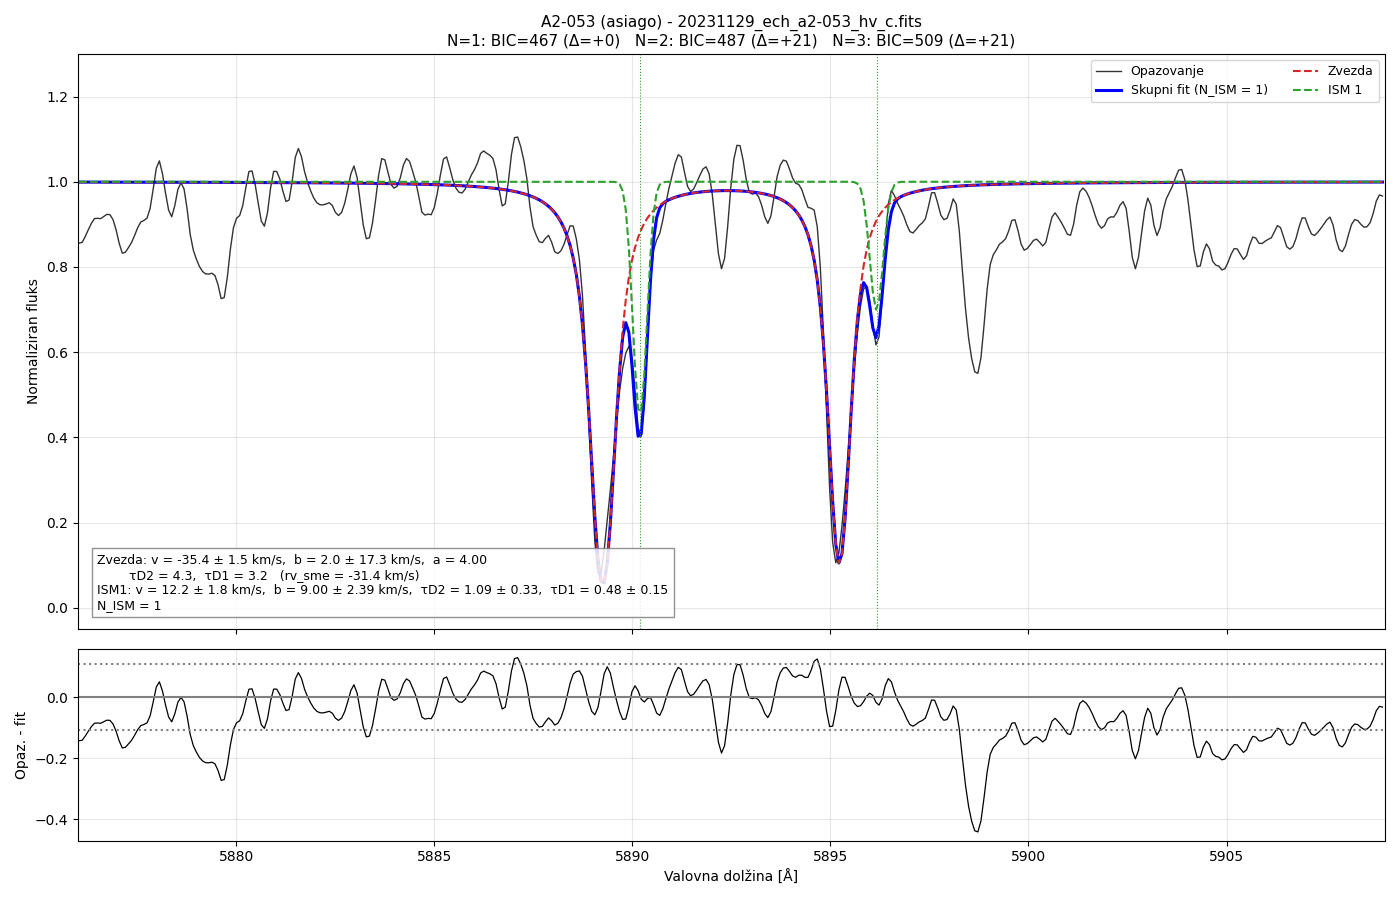 A2-053 (asiago) - 20231129_ech_a2-053_hv_c.fits
N=1: BIC=467 (Δ=+0)   N=2: BIC=487 (Δ=+21)   N=3: BIC=509 (Δ=+21)
Opazovanje
Skupni fit (N_ISM = 1)
Zvezda
ISM 1
Normaliziran fluks
1.2
1.0
0.8
0.6
0.4
0.2
0.0
Zvezda: v = -35.4 ± 1.5 km/s,  b = 2.0 ± 17.3 km/s,  a = 4.00
τD2 = 4.3,  τD1 = 3.2   (rv_sme = -31.4 km/s)
ISM1: v = 12.2 ± 1.8 km/s,  b = 9.00 ± 2.39 km/s,  τD2 = 1.09 ± 0.33,  τD1 = 0.48 ± 0.15
N_ISM = 1
Opaz. - fit
0.0
−0.2
−0.4
5880
5885
5890
5895
5900
5905
Valovna dolžina [Å]